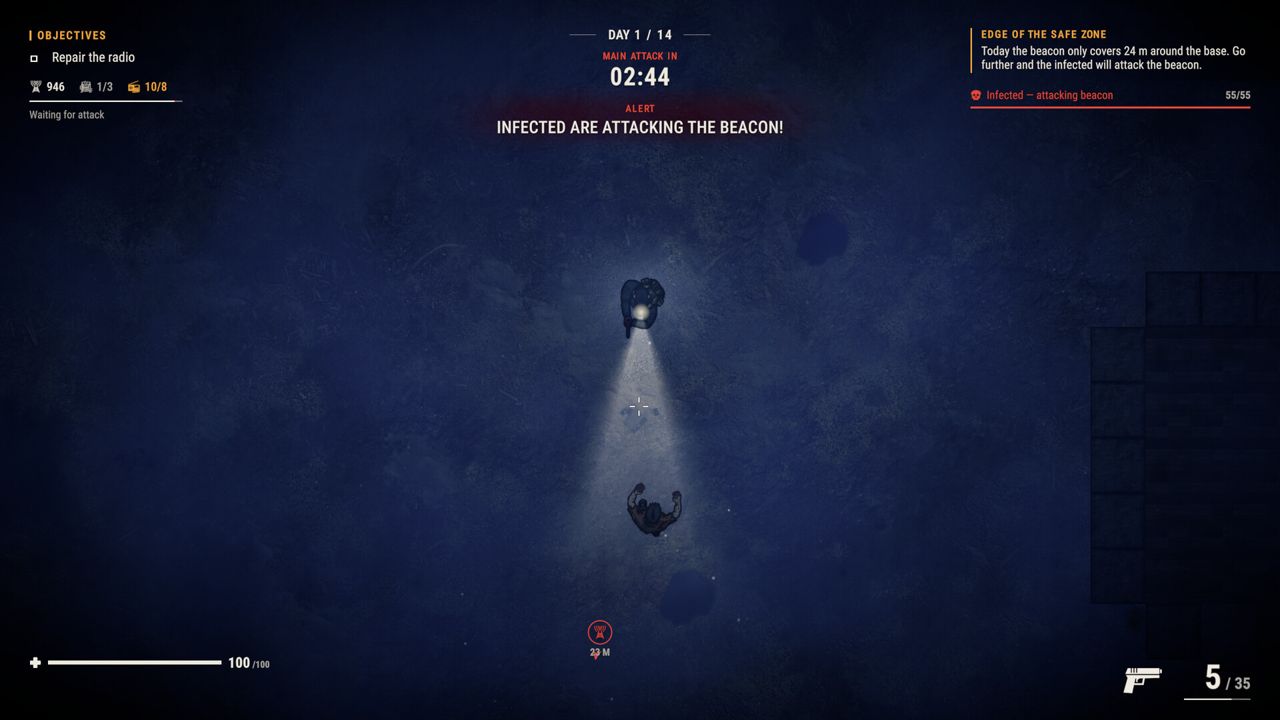 OBJECTIVES
Repair the radio
946 1/3 10/8
Waiting for attack
DAY 1 / 14
MAIN ATTACK IN
02:44
ALERT
INFECTED ARE ATTACKING THE BEACON!
EDGE OF THE SAFE ZONE
Today the beacon only covers 24 m around the base. Go
further and the infected will attack the beacon.
Infected — attacking beacon 55/55
23 M
100 /100
5 / 35